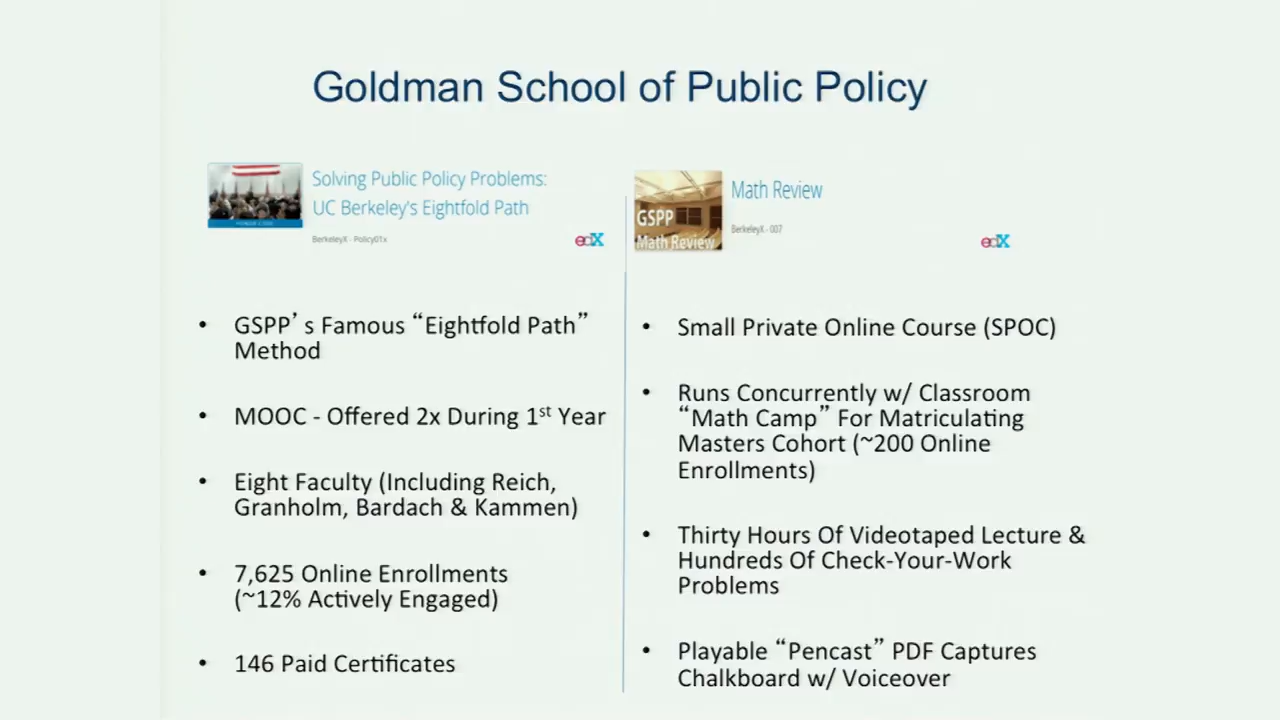 Goldman School of Public Policy
Solving Public Policy Problems:
UC Berkeley's Eightfold Path
BerkeleyX - Policy01x
edX
• GSPP's Famous “Eightfold Path”
Method
• MOOC - Offered 2x During 1st Year
• Eight Faculty (Including Reich,
Granholm, Bardach & Kammen)
• 7,625 Online Enrollments
(~12% Actively Engaged)
• 146 Paid Certificates
GSPP
Math Review
Math Review
BerkeleyX - 007
edX
• Small Private Online Course (SPOC)
• Runs Concurrently w/ Classroom
“Math Camp” For Matriculating
Masters Cohort (~200 Online
Enrollments)
• Thirty Hours Of Videotaped Lecture &
Hundreds Of Check-Your-Work
Problems
• Playable “Pencast” PDF Captures
Chalkboard w/ Voiceover